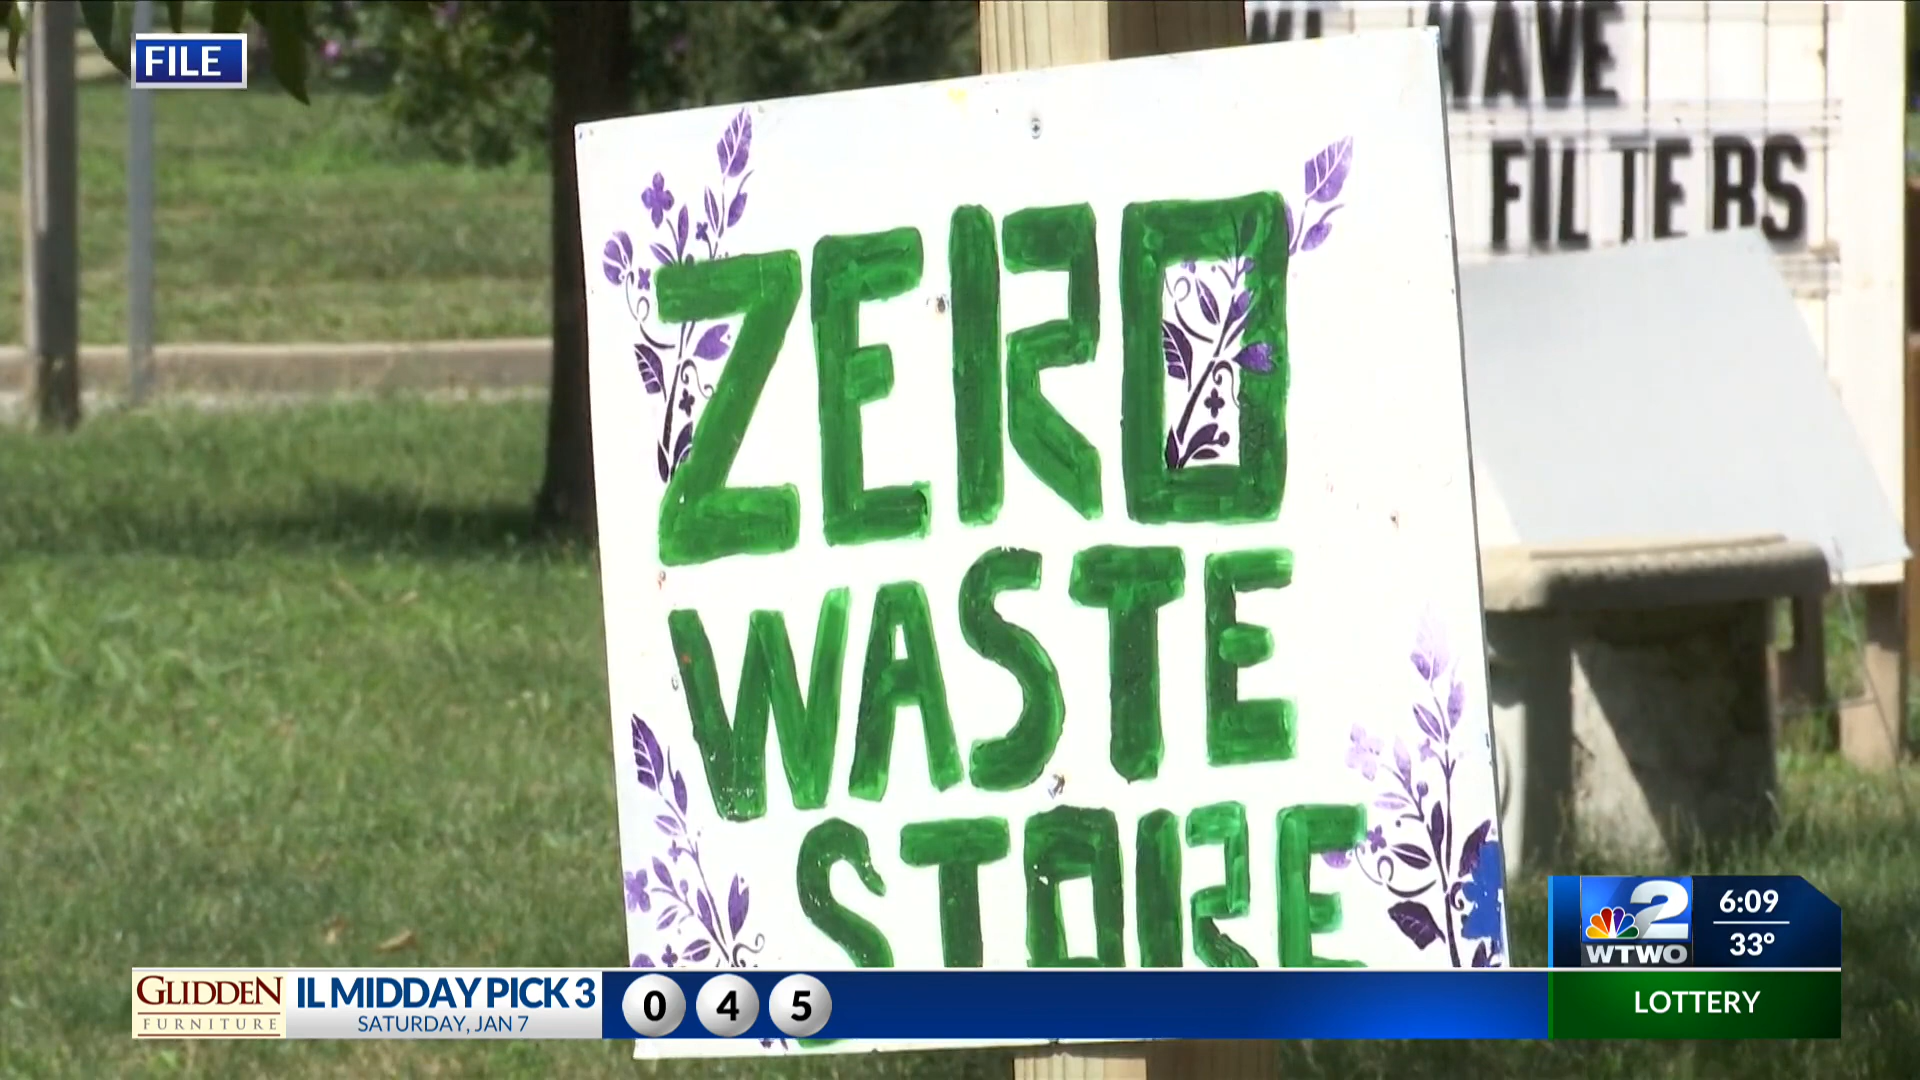 FILE
HAVE
FILTERS
ZERO
WASTE
STORE
2
WTWO
6:09
33°
GLIDDEN
FURNITURE
IL MIDDAY PICK 3
SATURDAY, JAN 7
0 4 5
LOTTERY